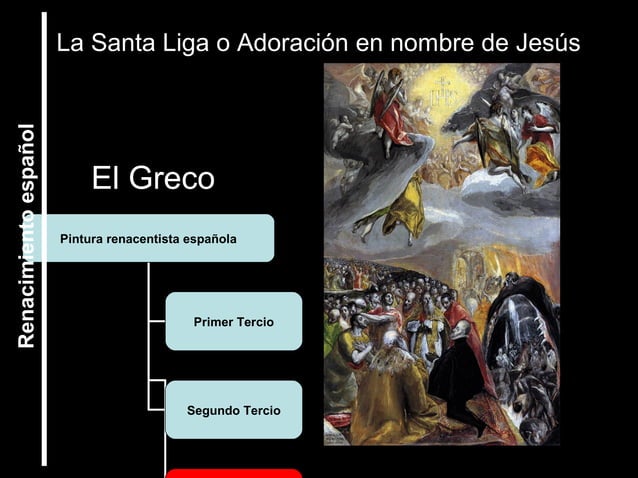 La Santa Liga o Adoración en nombre de Jesús
Renacimiento español
El Greco
Pintura renacentista española
Primer Tercio
Segundo Tercio
IHS